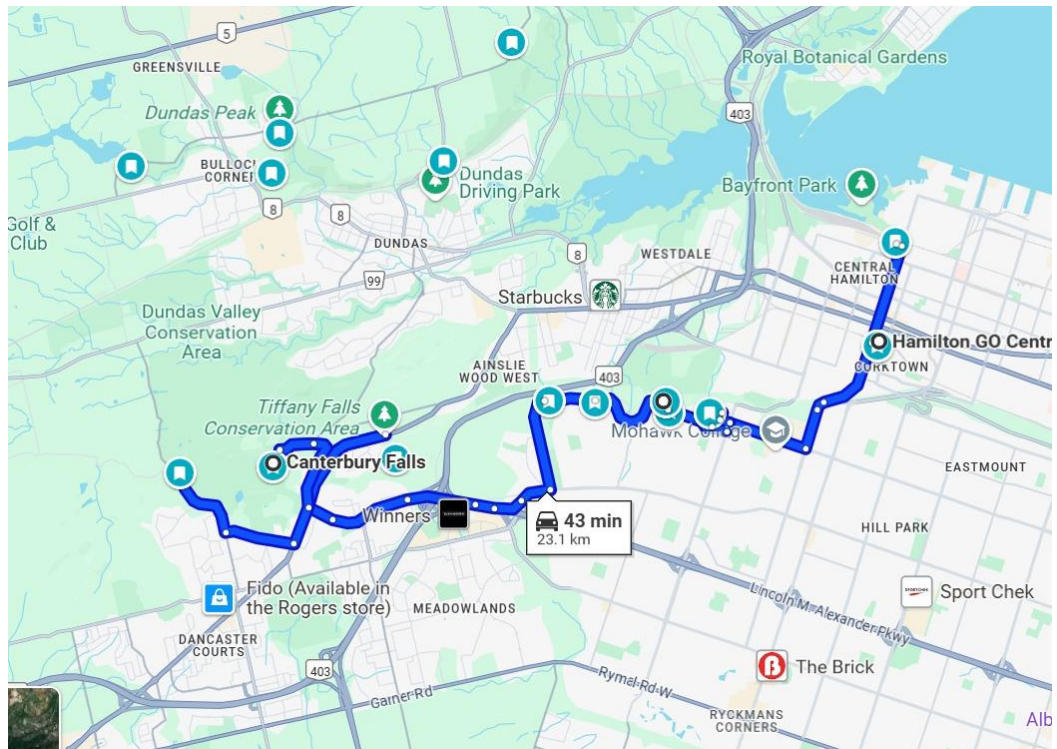 5
GREENSVILLE
Royal Botanical Gardens
Dundas Peak
403
BULLOC
CORNE
Dundas
Driving Park
Bayfront Park
8
8
Golf &
Club
DUNDAS
8
WESTDALE
CENTRAL
HAMILTON
99
Starbucks
Dundas Valley
Conservation
Area
Hamilton GO Centr
CORKTOWN
AINSLIE
WOOD WEST
403
Tiffany Falls
Conservation Area
Mohawk College
Canterbury Falls
EASTMOUNT
Winners
43 min
23.1 km
HILL PARK
Fido (Available in
the Rogers store)
MEADOWLANDS
Lincoln M. Alexander Pkwy
Sport Chek
SPORTCHEK
DANCASTER
COURTS
403
The Brick
Garner Rd
Rymal Rd W
RYCKMANS
CORNERS
Alb